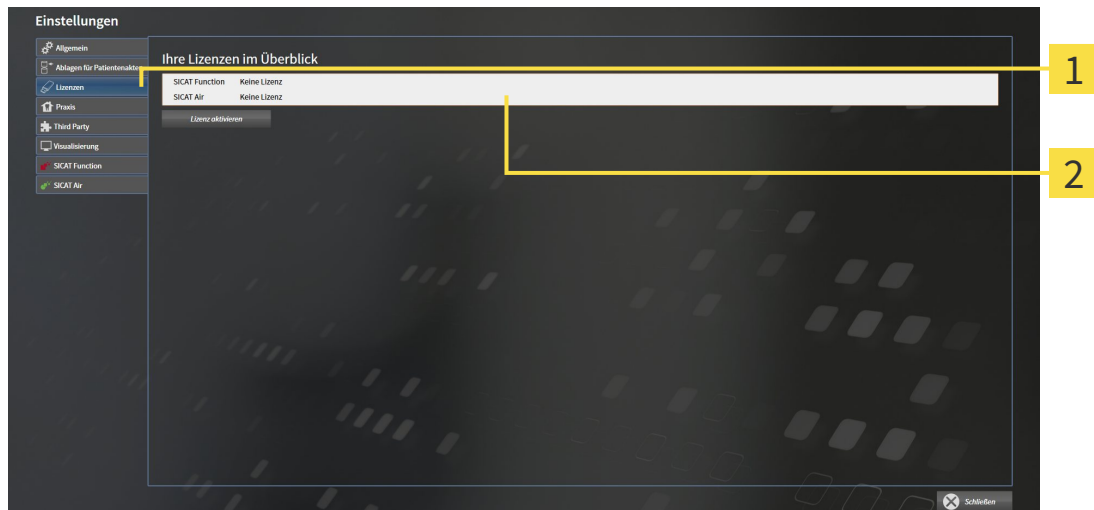 Einstellungen
Allgemein
Ablagen für Patientenakten
Lizenzen
Praxis
Third Party
Visualisierung
SICAT Function
SICAT Air
Ihre Lizenzen im Überblick
SICAT Function Keine Lizenz
SICAT Air Keine Lizenz
Lizenz aktivieren
1
2
Schließen